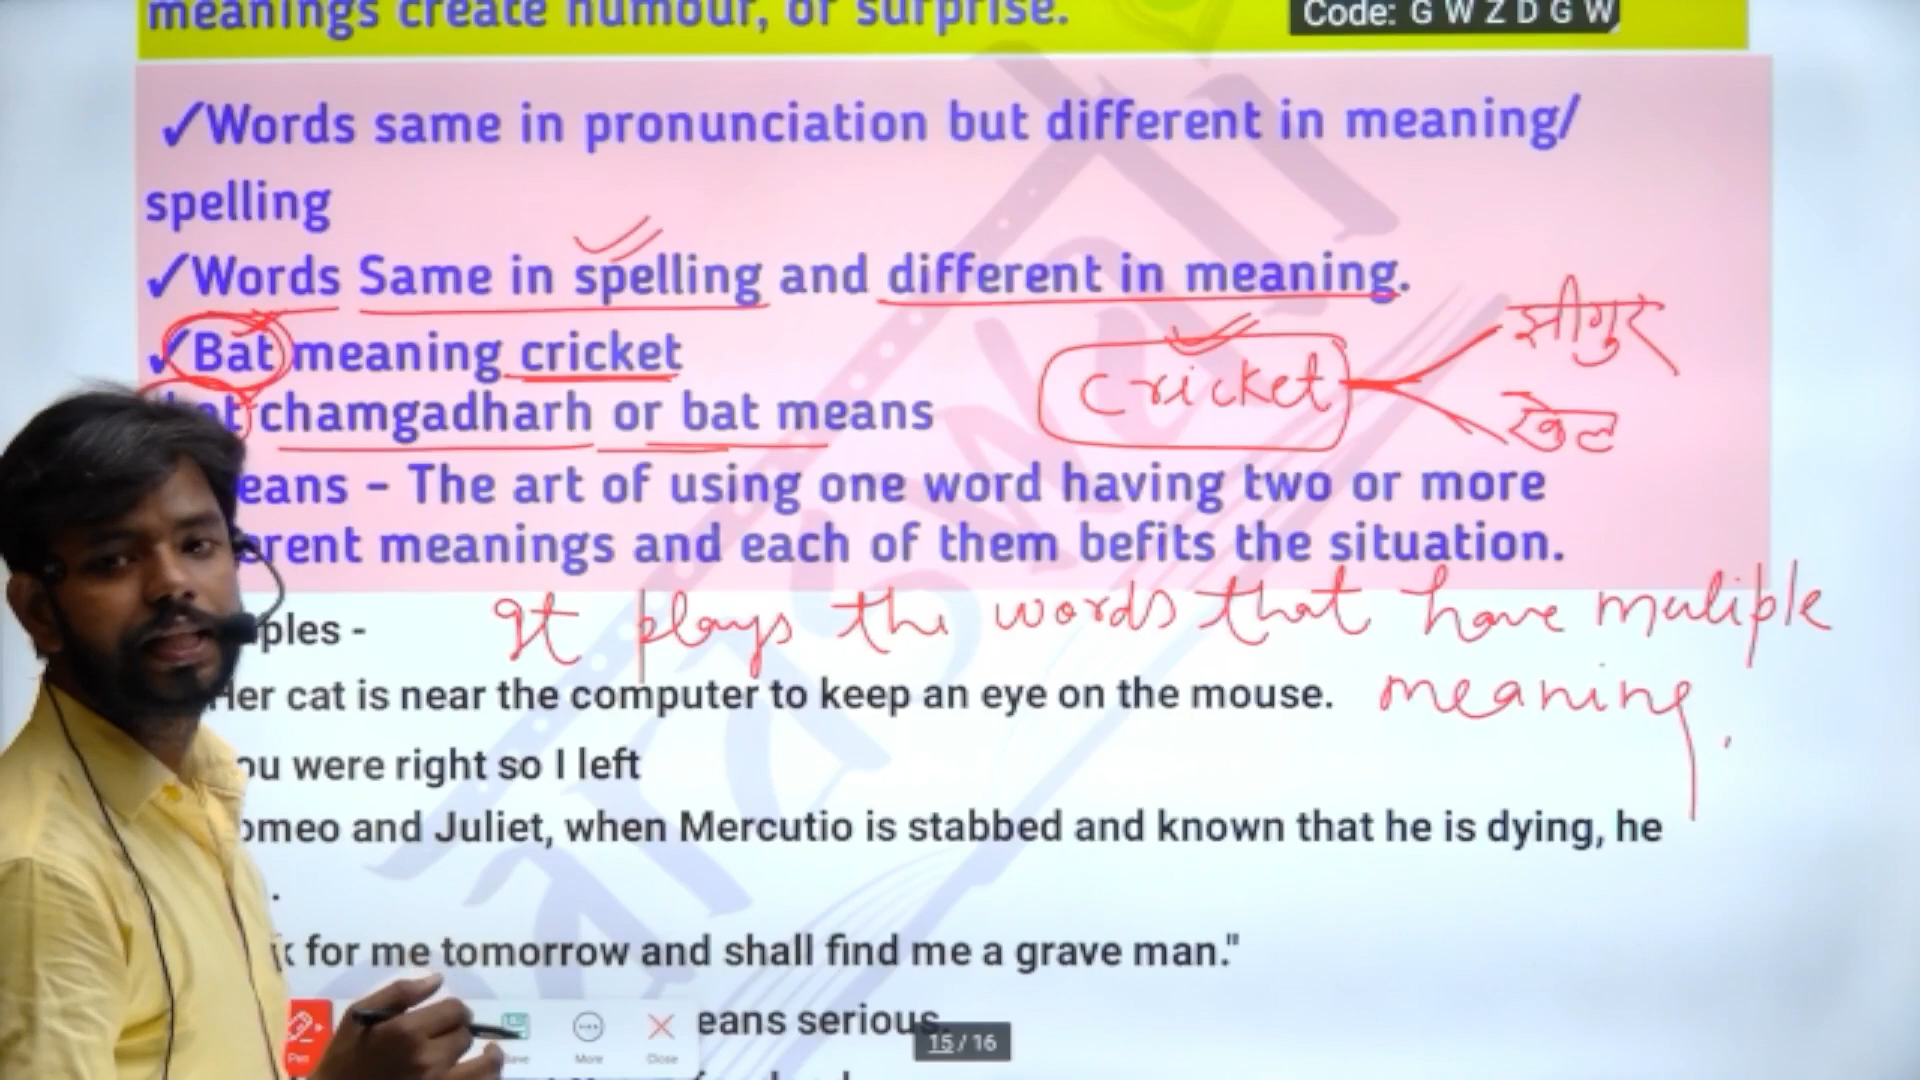 meanings create humour, or surprise.
Code: G W Z D G W
✓Words same in pronunciation but different in meaning/
spelling
✓Words Same in spelling and different in meaning.
✓Bat meaning cricket
chamgadharh or bat means
cricket
झीगुर
खेल
eans - The art of using one word having two or more
erent meanings and each of them befits the situation.
ples -
It plays the words that have muliple
meaning
Her cat is near the computer to keep an eye on the mouse.
ou were right so I left
omeo and Juliet, when Mercutio is stabbed and known that he is dying, he
.
k for me tomorrow and shall find me a grave man."
eans serious.
Pen
Save
More
Close
15 / 16